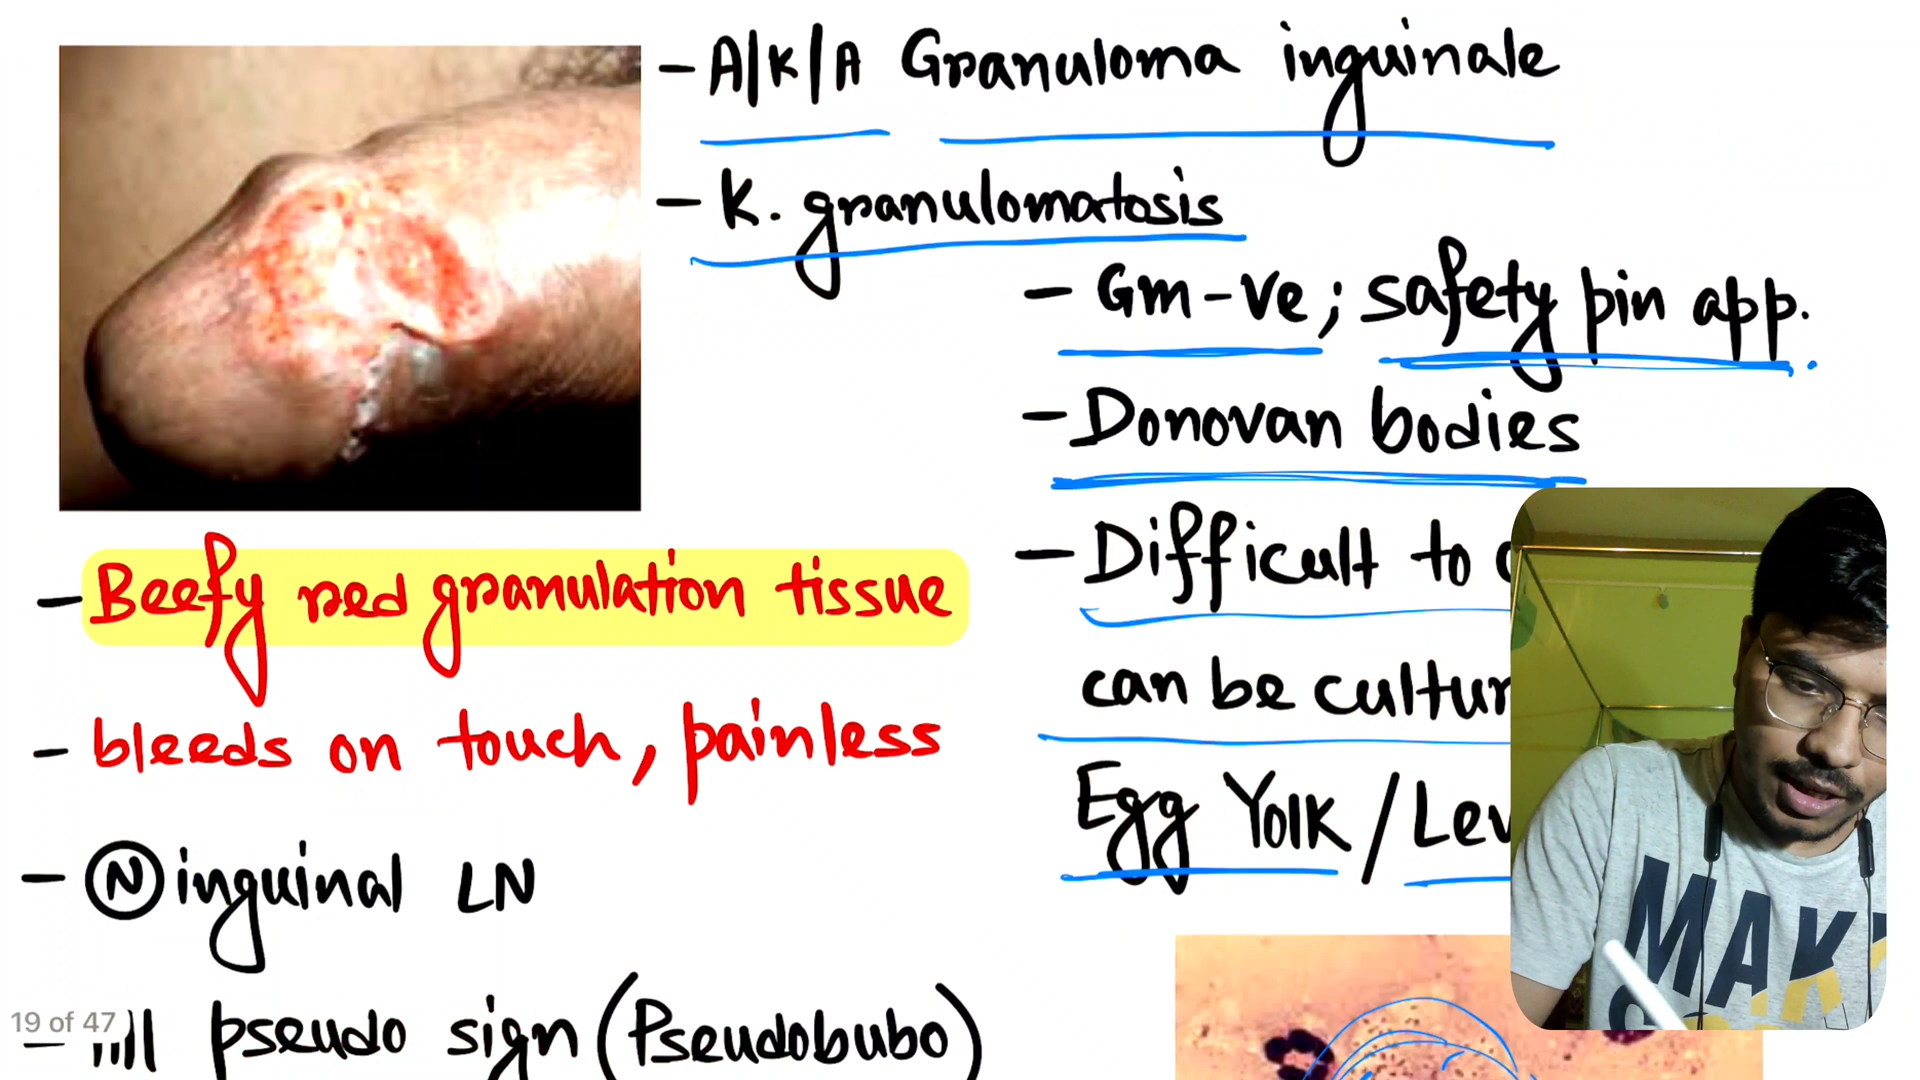 - A/K/A Granuloma inguinale
- K. granulomatosis
- Gm-ve; safety pin app.
- Donovan bodies
- Difficult to
can be cultur
Egg Yolk / Lev
- Beefy red granulation tissue
- bleeds on touch, painless
- N inguinal LN
- pseudo sign (Pseudobubo)
19 of 47
MAK